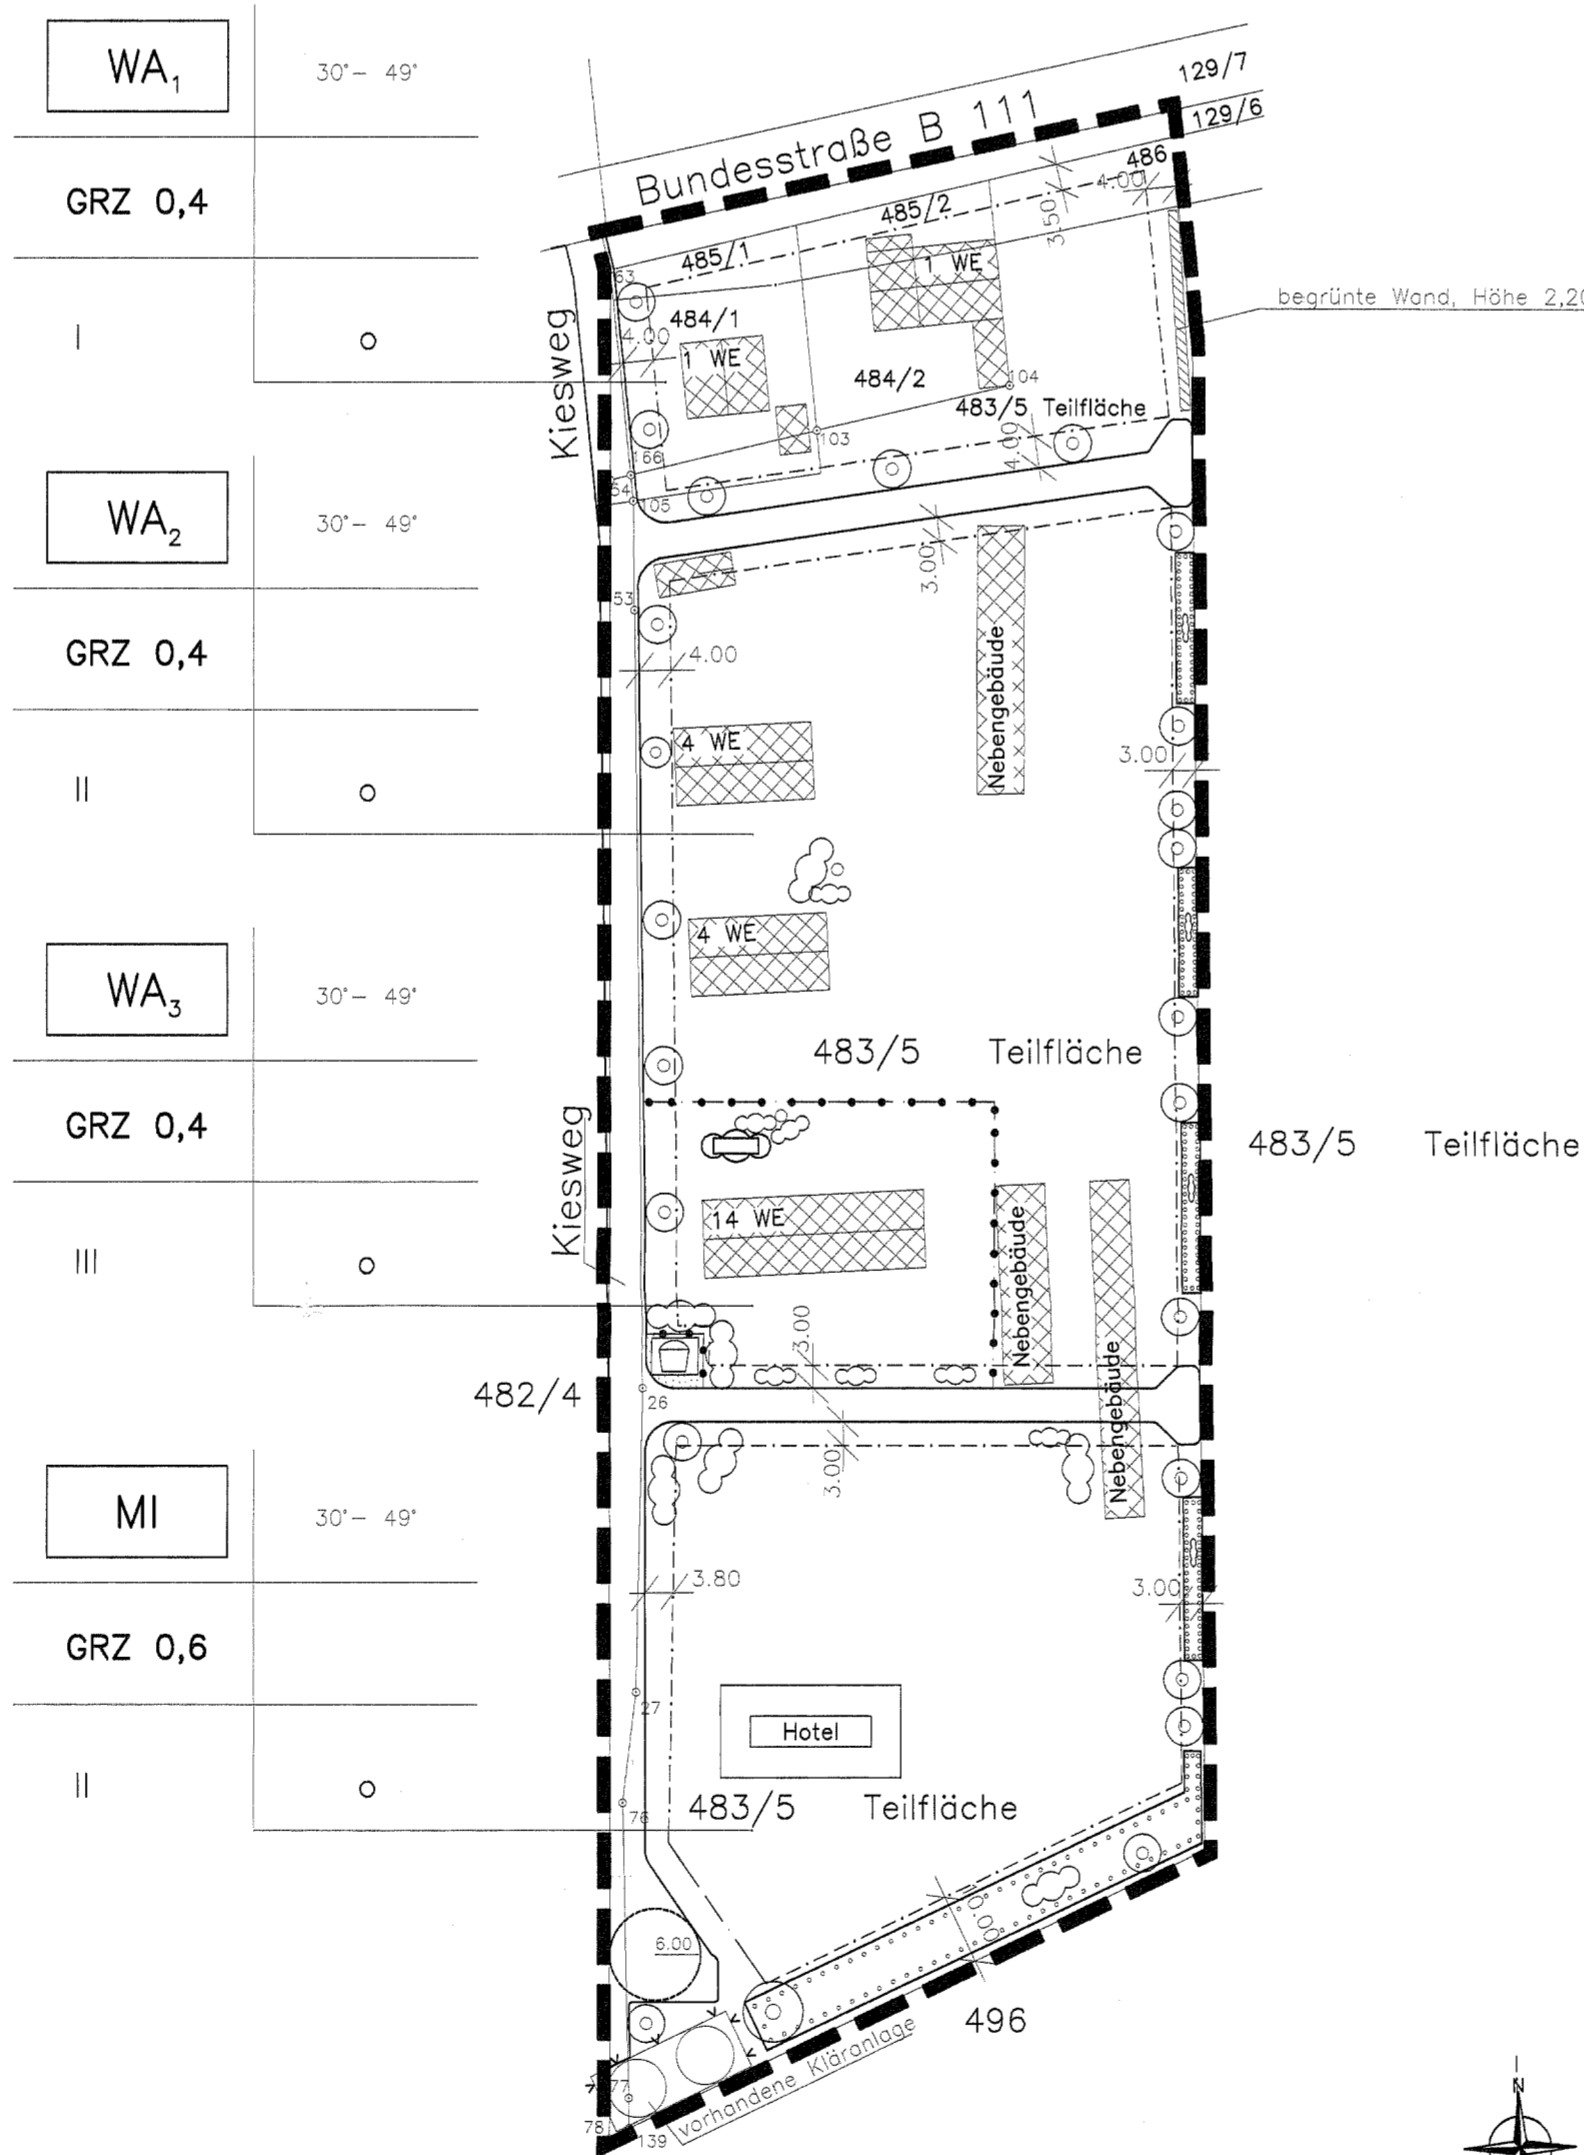 WA1
30°- 49°
GRZ 0,4
I
o
WA2
30°- 49°
GRZ 0,4
II
o
WA3
30°- 49°
GRZ 0,4
III
o
MI
30°- 49°
GRZ 0,6
II
o
129/7
129/6
Bundesstraße B 111
486
4.00
3.50
485/2
485/1
1 WE
63
484/1
begrünte Wand, Höhe 2,20
4.00
1 WE
Kiesweg
484/2
104
483/5 Teilfläche
103
4.00
166
54
105
3.00
53
4.00
Nebengebäude
4 WE
3.00
4 WE
483/5 Teilfläche
483/5 Teilfläche
Kiesweg
14 WE
Nebengebäude
Nebengebäude
3.00
482/4
26
3.00
3.80
3.00
27
Hotel
76
483/5 Teilfläche
6.00
496
vorhandene Kläranlage
77
78
139
N